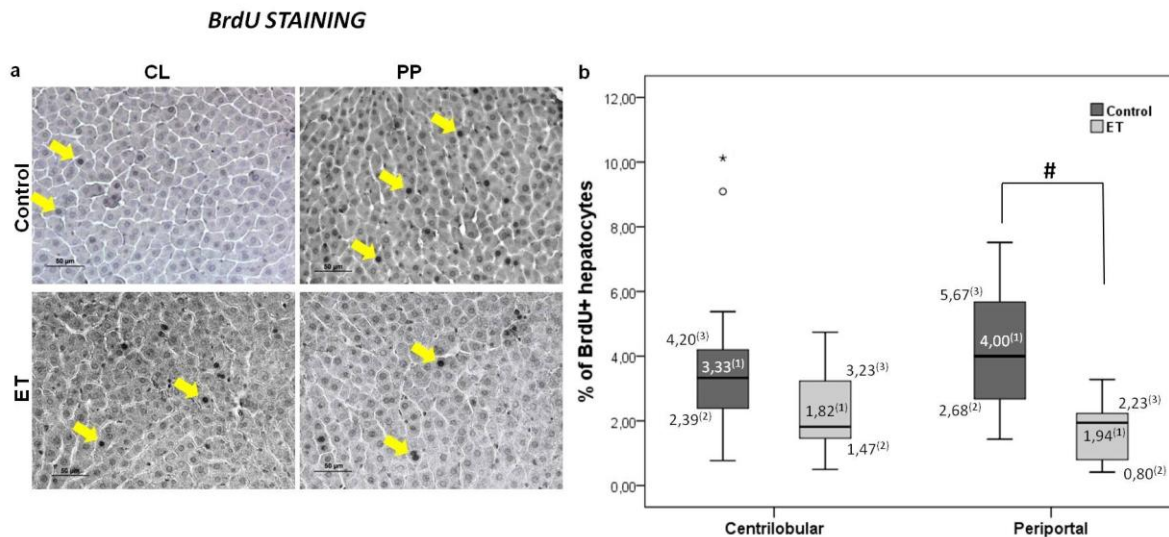 BrdU STAINING
a
CL
PP
Control
ET
50 µm
50 µm
50 µm
50 µm
b
% of BrdU+ hepatocytes
12,00
10,00
8,00
6,00
4,00
2,00
0,00
Control
ET
*
#
4,20(3)
3,33(1)
2,39(2)
3,23(3)
1,82(1)
1,47(2)
5,67(3)
4,00(1)
2,68(2)
2,23(3)
1,94(1)
0,80(2)
Centrilobular
Periportal